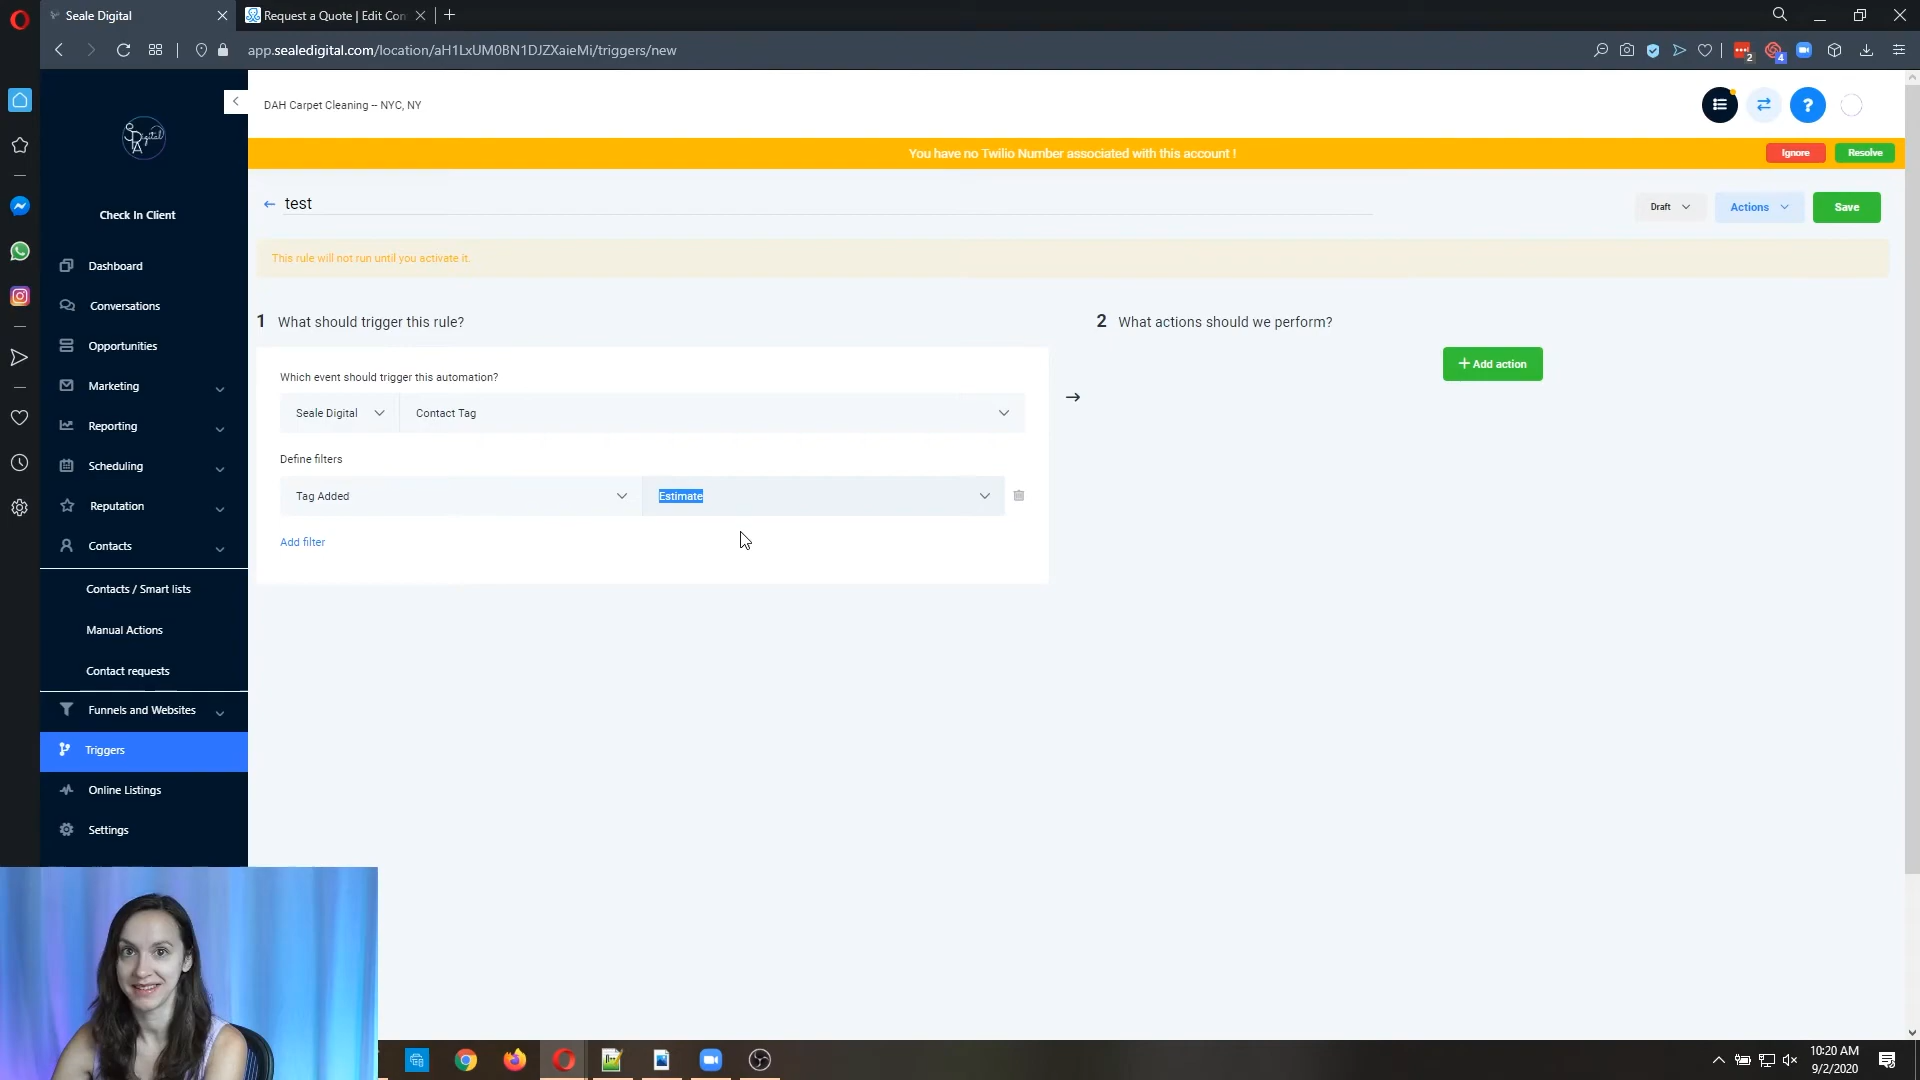 Seale Digital
Request a Quote | Edit Con
app.sealedigital.com/location/aH1LxUM0BN1DJZXaieMi/triggers/new
2
4
DAH Carpet Cleaning -- NYC, NY
You have no Twilio Number associated with this account !
Ignore
Resolve
Check In Client
test
Draft
Actions
Save
This rule will not run until you activate it.
Dashboard
Conversations
Opportunities
Marketing
Reporting
Scheduling
Reputation
Contacts
Contacts / Smart lists
Manual Actions
Contact requests
Funnels and Websites
Triggers
Online Listings
Settings
1 What should trigger this rule?
Which event should trigger this automation?
Seale Digital
Contact Tag
Define filters
Tag Added
Estimate
Add filter
2 What actions should we perform?
+ Add action
10:20 AM
9/2/2020